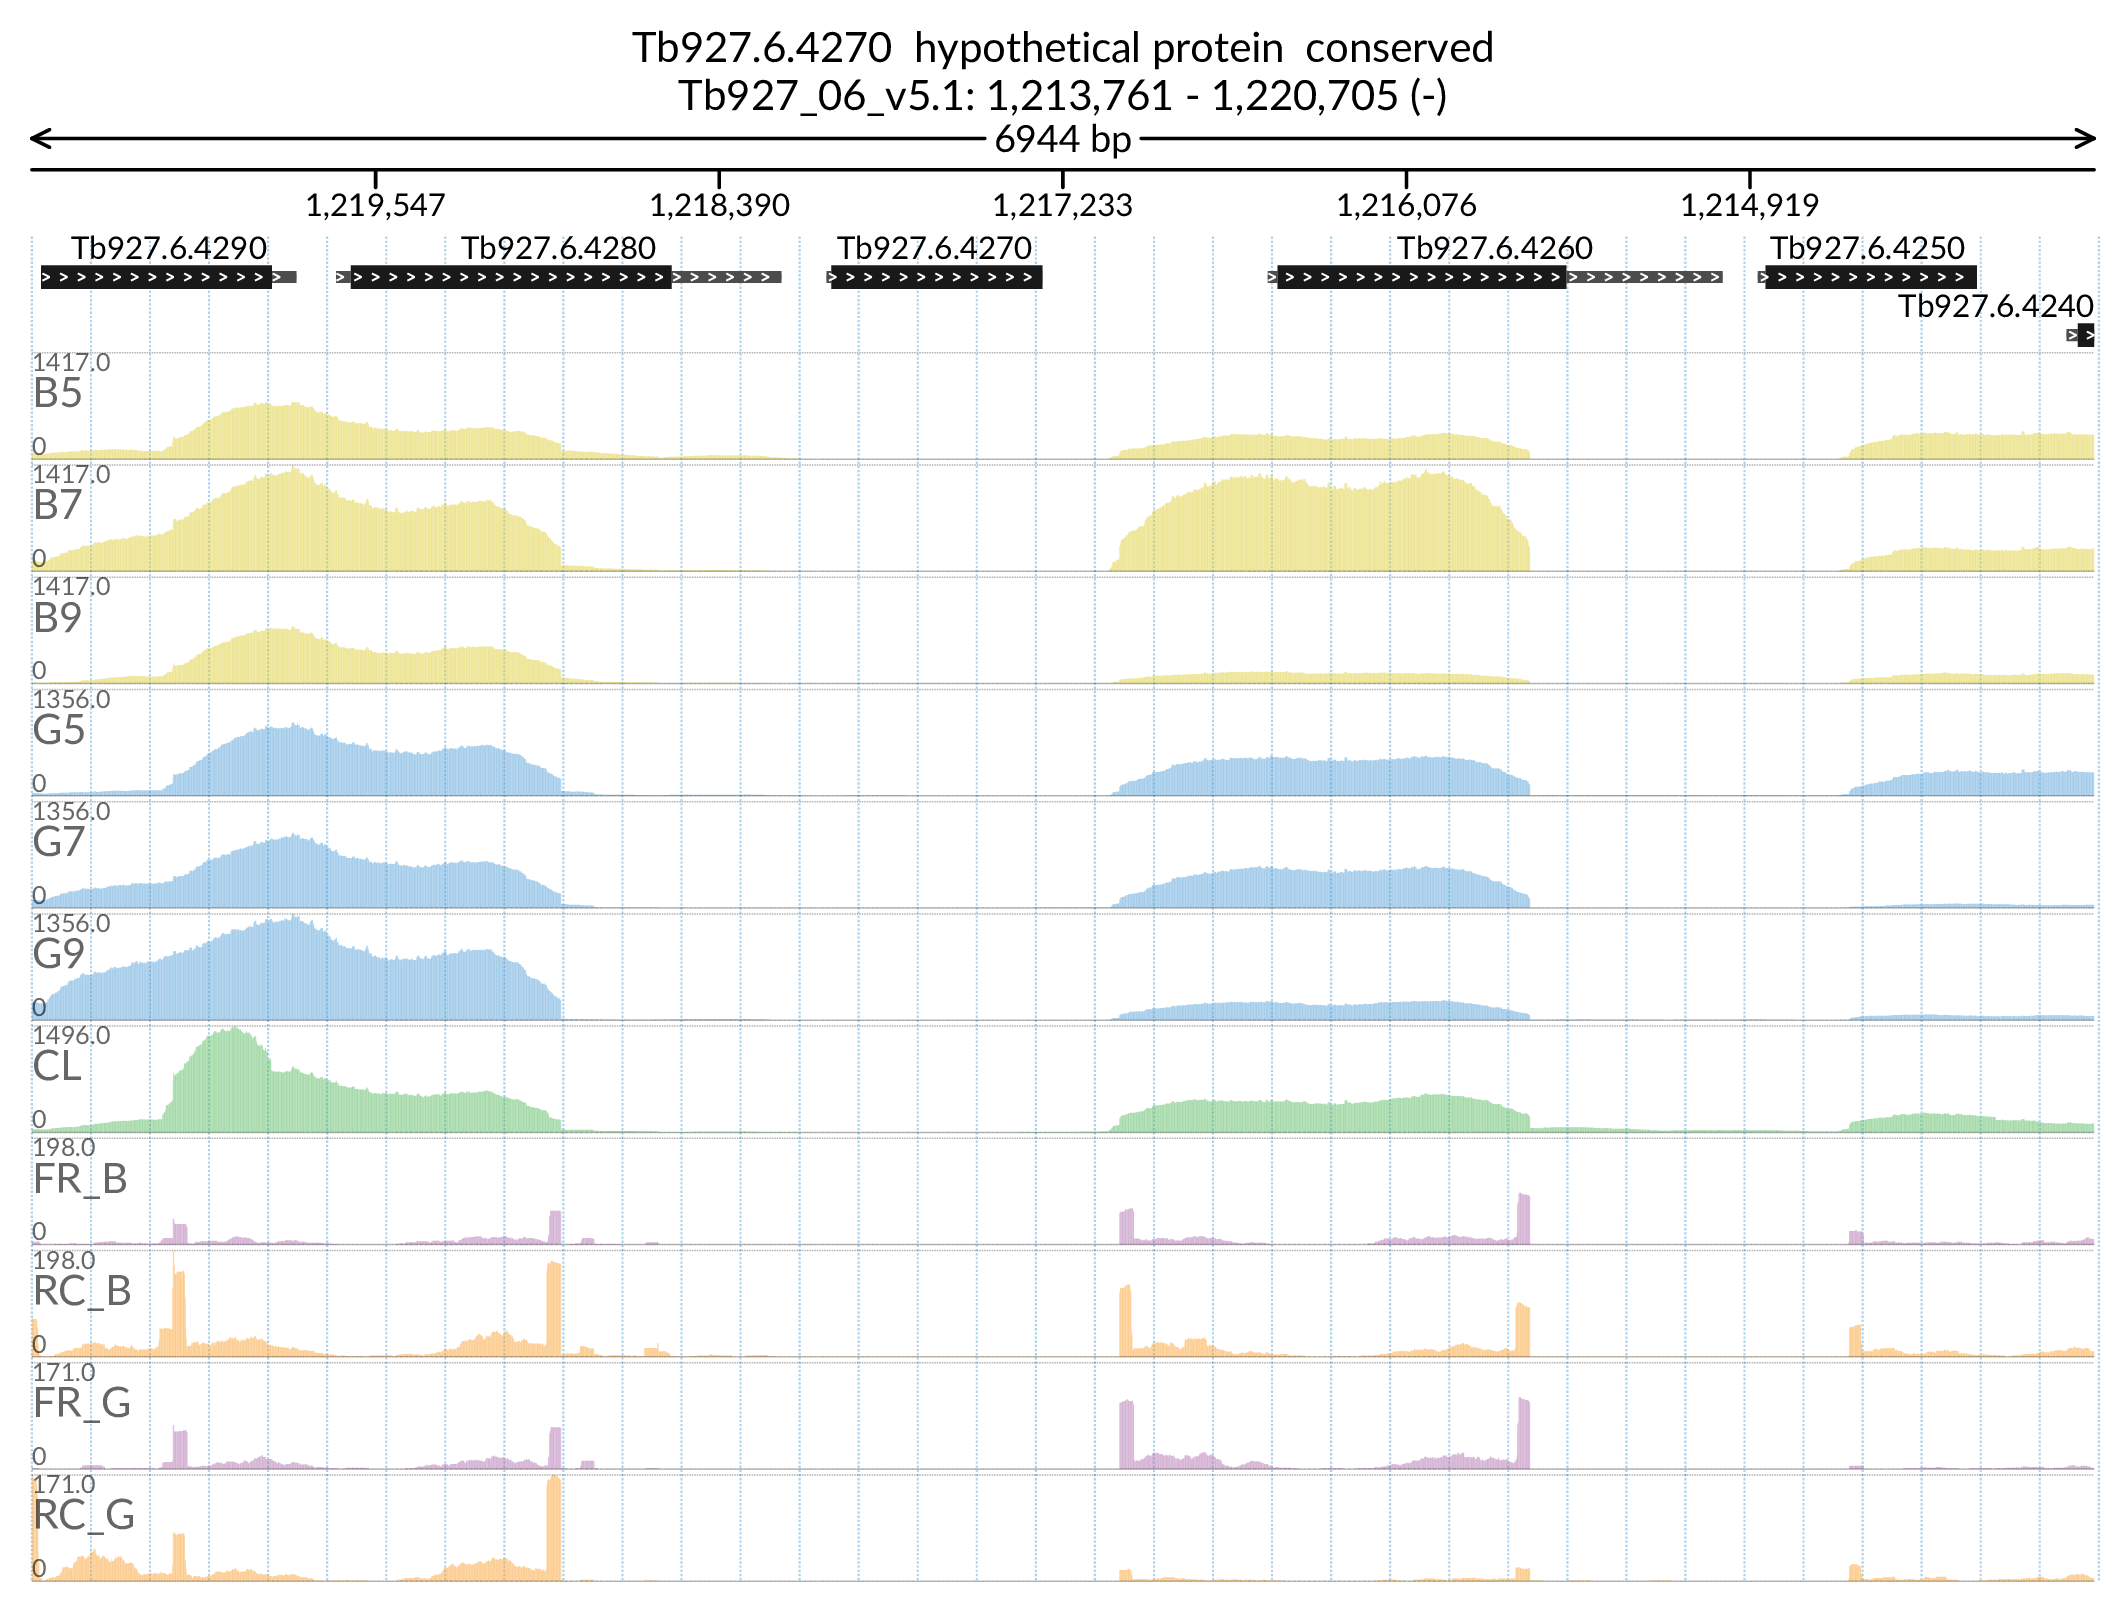 Tb927.6.4270  hypothetical protein  conserved
Tb927_06_v5.1: 1,213,761 - 1,220,705 (-)
6944 bp
1,219,547 1,218,390 1,217,233 1,216,076 1,214,919
Tb927.6.4290 Tb927.6.4280 Tb927.6.4270 Tb927.6.4260 Tb927.6.4250
Tb927.6.4240
1417.0
B5
0
1417.0
B7
0
1417.0
B9
0
1356.0
G5
0
1356.0
G7
0
1356.0
G9
0
1496.0
CL
0
198.0
FR_B
0
198.0
RC_B
0
171.0
FR_G
0
171.0
RC_G
0